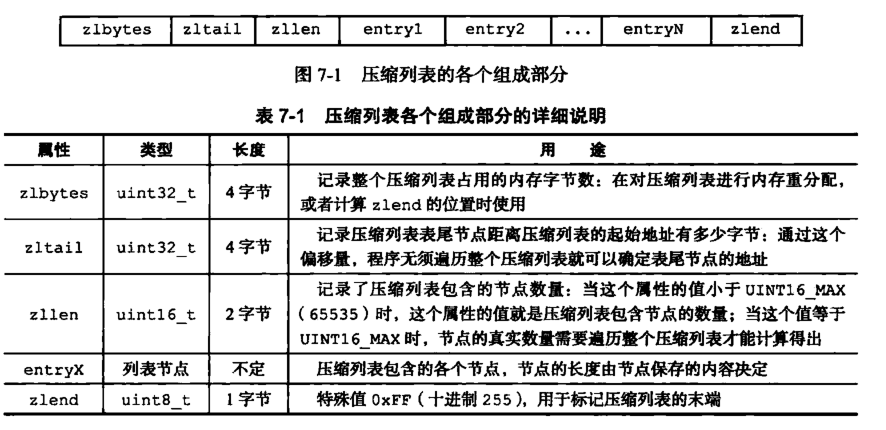 zlbytes zltail zllen entry1 entry2 ... entryN zlend
图 7-1 压缩列表的各个组成部分
表 7-1 压缩列表各个组成部分的详细说明
属性 类型 长度 用 途
zlbytes uint32_t 4 字节 记录整个压缩列表占用的内存字节数：在对压缩列表进行内存重分配，
或者计算 zlend 的位置时使用
zltail uint32_t 4 字节 记录压缩列表表尾节点距离压缩列表的起始地址有多少字节：通过这个
偏移量，程序无须遍历整个压缩列表就可以确定表尾节点的地址
zllen uint16_t 2 字节 记录了压缩列表包含的节点数量：当这个属性的值小于 UINT16_MAX
（65535）时，这个属性的值就是压缩列表包含节点的数量；当这个值等于
UINT16_MAX 时，节点的真实数量需要遍历整个压缩列表才能计算得出
entryX 列表节点 不定 压缩列表包含的各个节点，节点的长度由节点保存的内容决定
zlend uint8_t 1 字节 特殊值 0xFF（十进制 255），用于标记压缩列表的末端